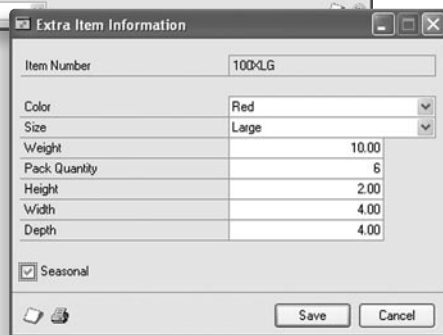 Extra Item Information
Item Number 100XLG
Color Red
Size Large
Weight 10.00
Pack Quantity 6
Height 2.00
Width 4.00
Depth 4.00
Seasonal
Save Cancel